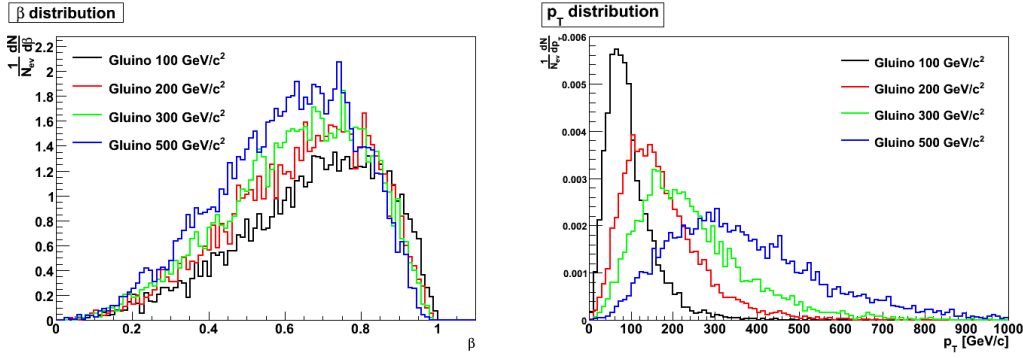 β distribution
1/N_ev dN/dβ
2.2
2
1.8
1.6
1.4
1.2
1
0.8
0.6
0.4
0.2
0
Gluino 100 GeV/c²
Gluino 200 GeV/c²
Gluino 300 GeV/c²
Gluino 500 GeV/c²
0 0.2 0.4 0.6 0.8 1
β
p_T distribution
1/N_ev dN/dp_T
0.006
0.005
0.004
0.003
0.002
0.001
0
Gluino 100 GeV/c²
Gluino 200 GeV/c²
Gluino 300 GeV/c²
Gluino 500 GeV/c²
0 100 200 300 400 500 600 700 800 900 1000
p_T [GeV/c]